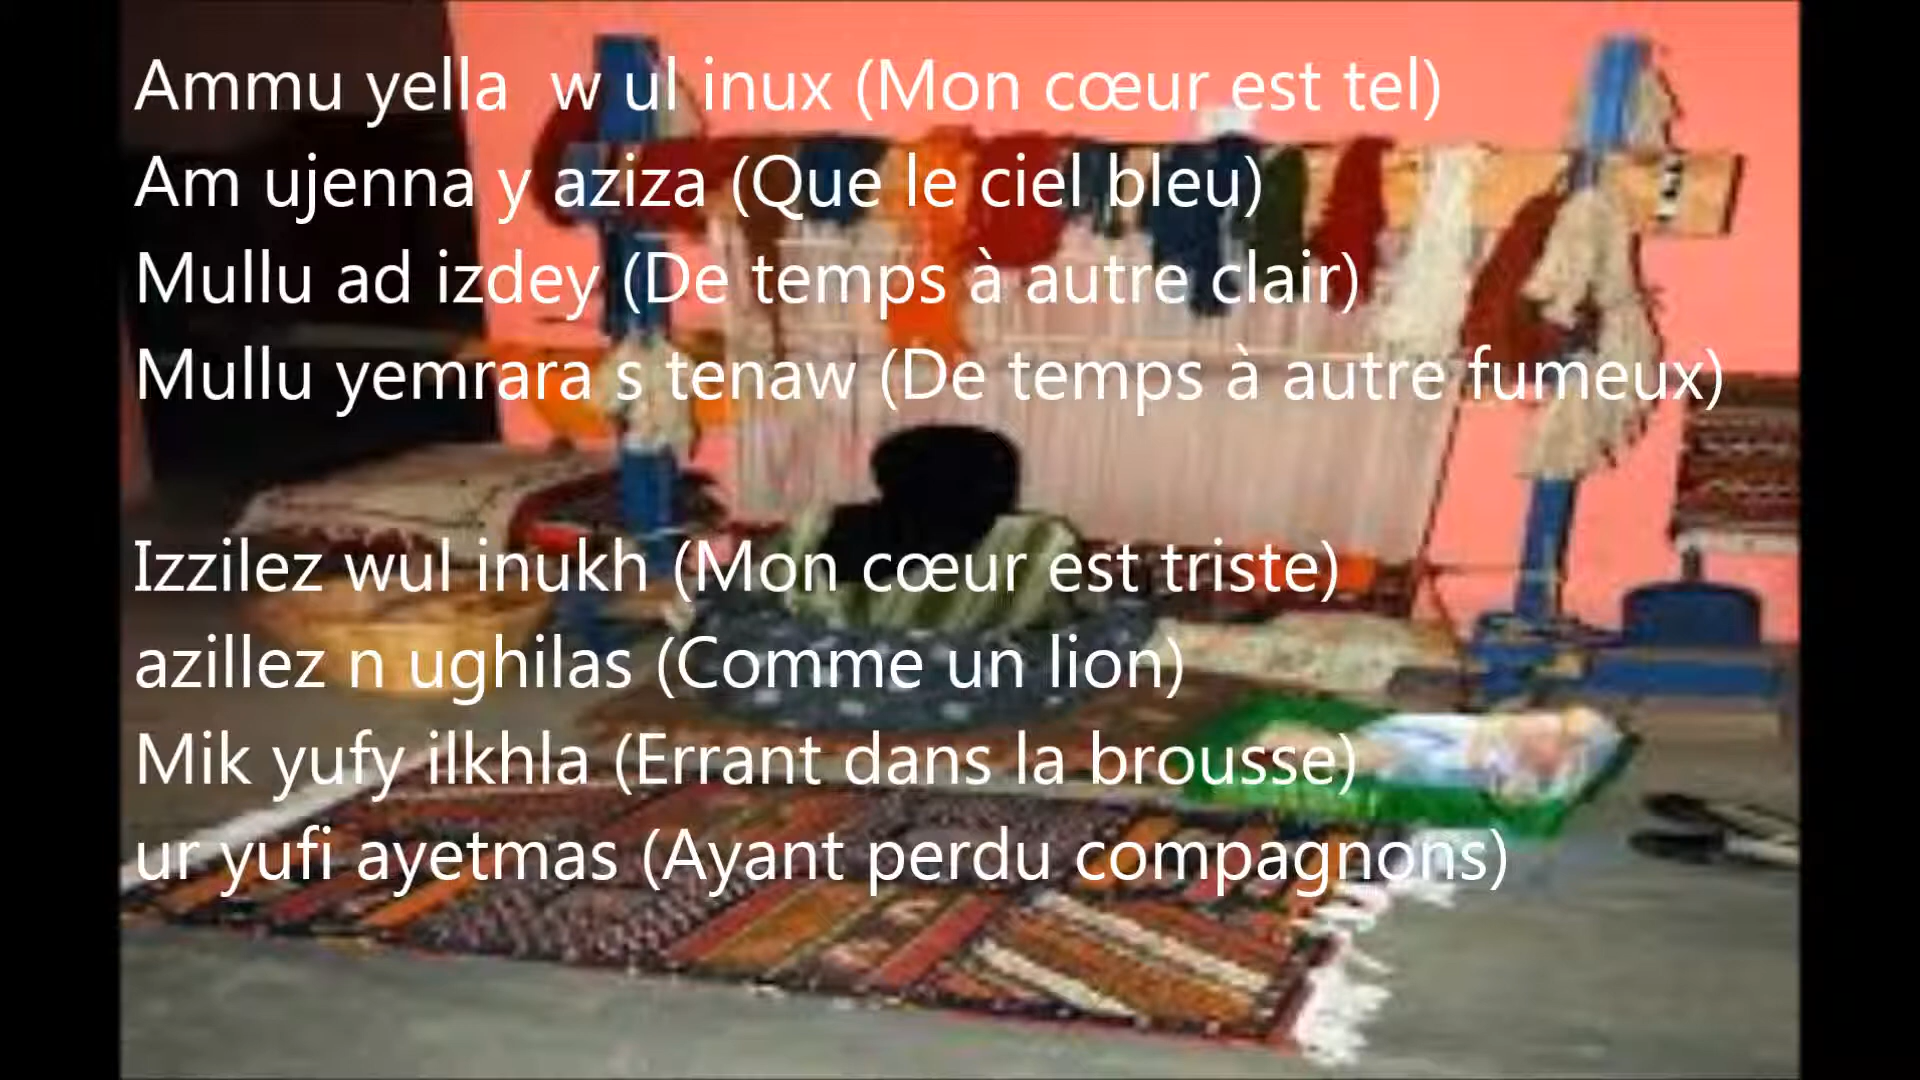 Ammu yella  w ul inux (Mon cœur est tel)
Am ujenna y aziza (Que le ciel bleu)
Mullu ad izdey (De temps à autre clair)
Mullu yemrara s tenaw (De temps à autre fumeux)
Izzilez wul inukh (Mon cœur est triste)
azillez n ughilas (Comme un lion)
Mik yufy ilkhla (Errant dans la brousse)
ur yufi ayetmas (Ayant perdu compagnons)